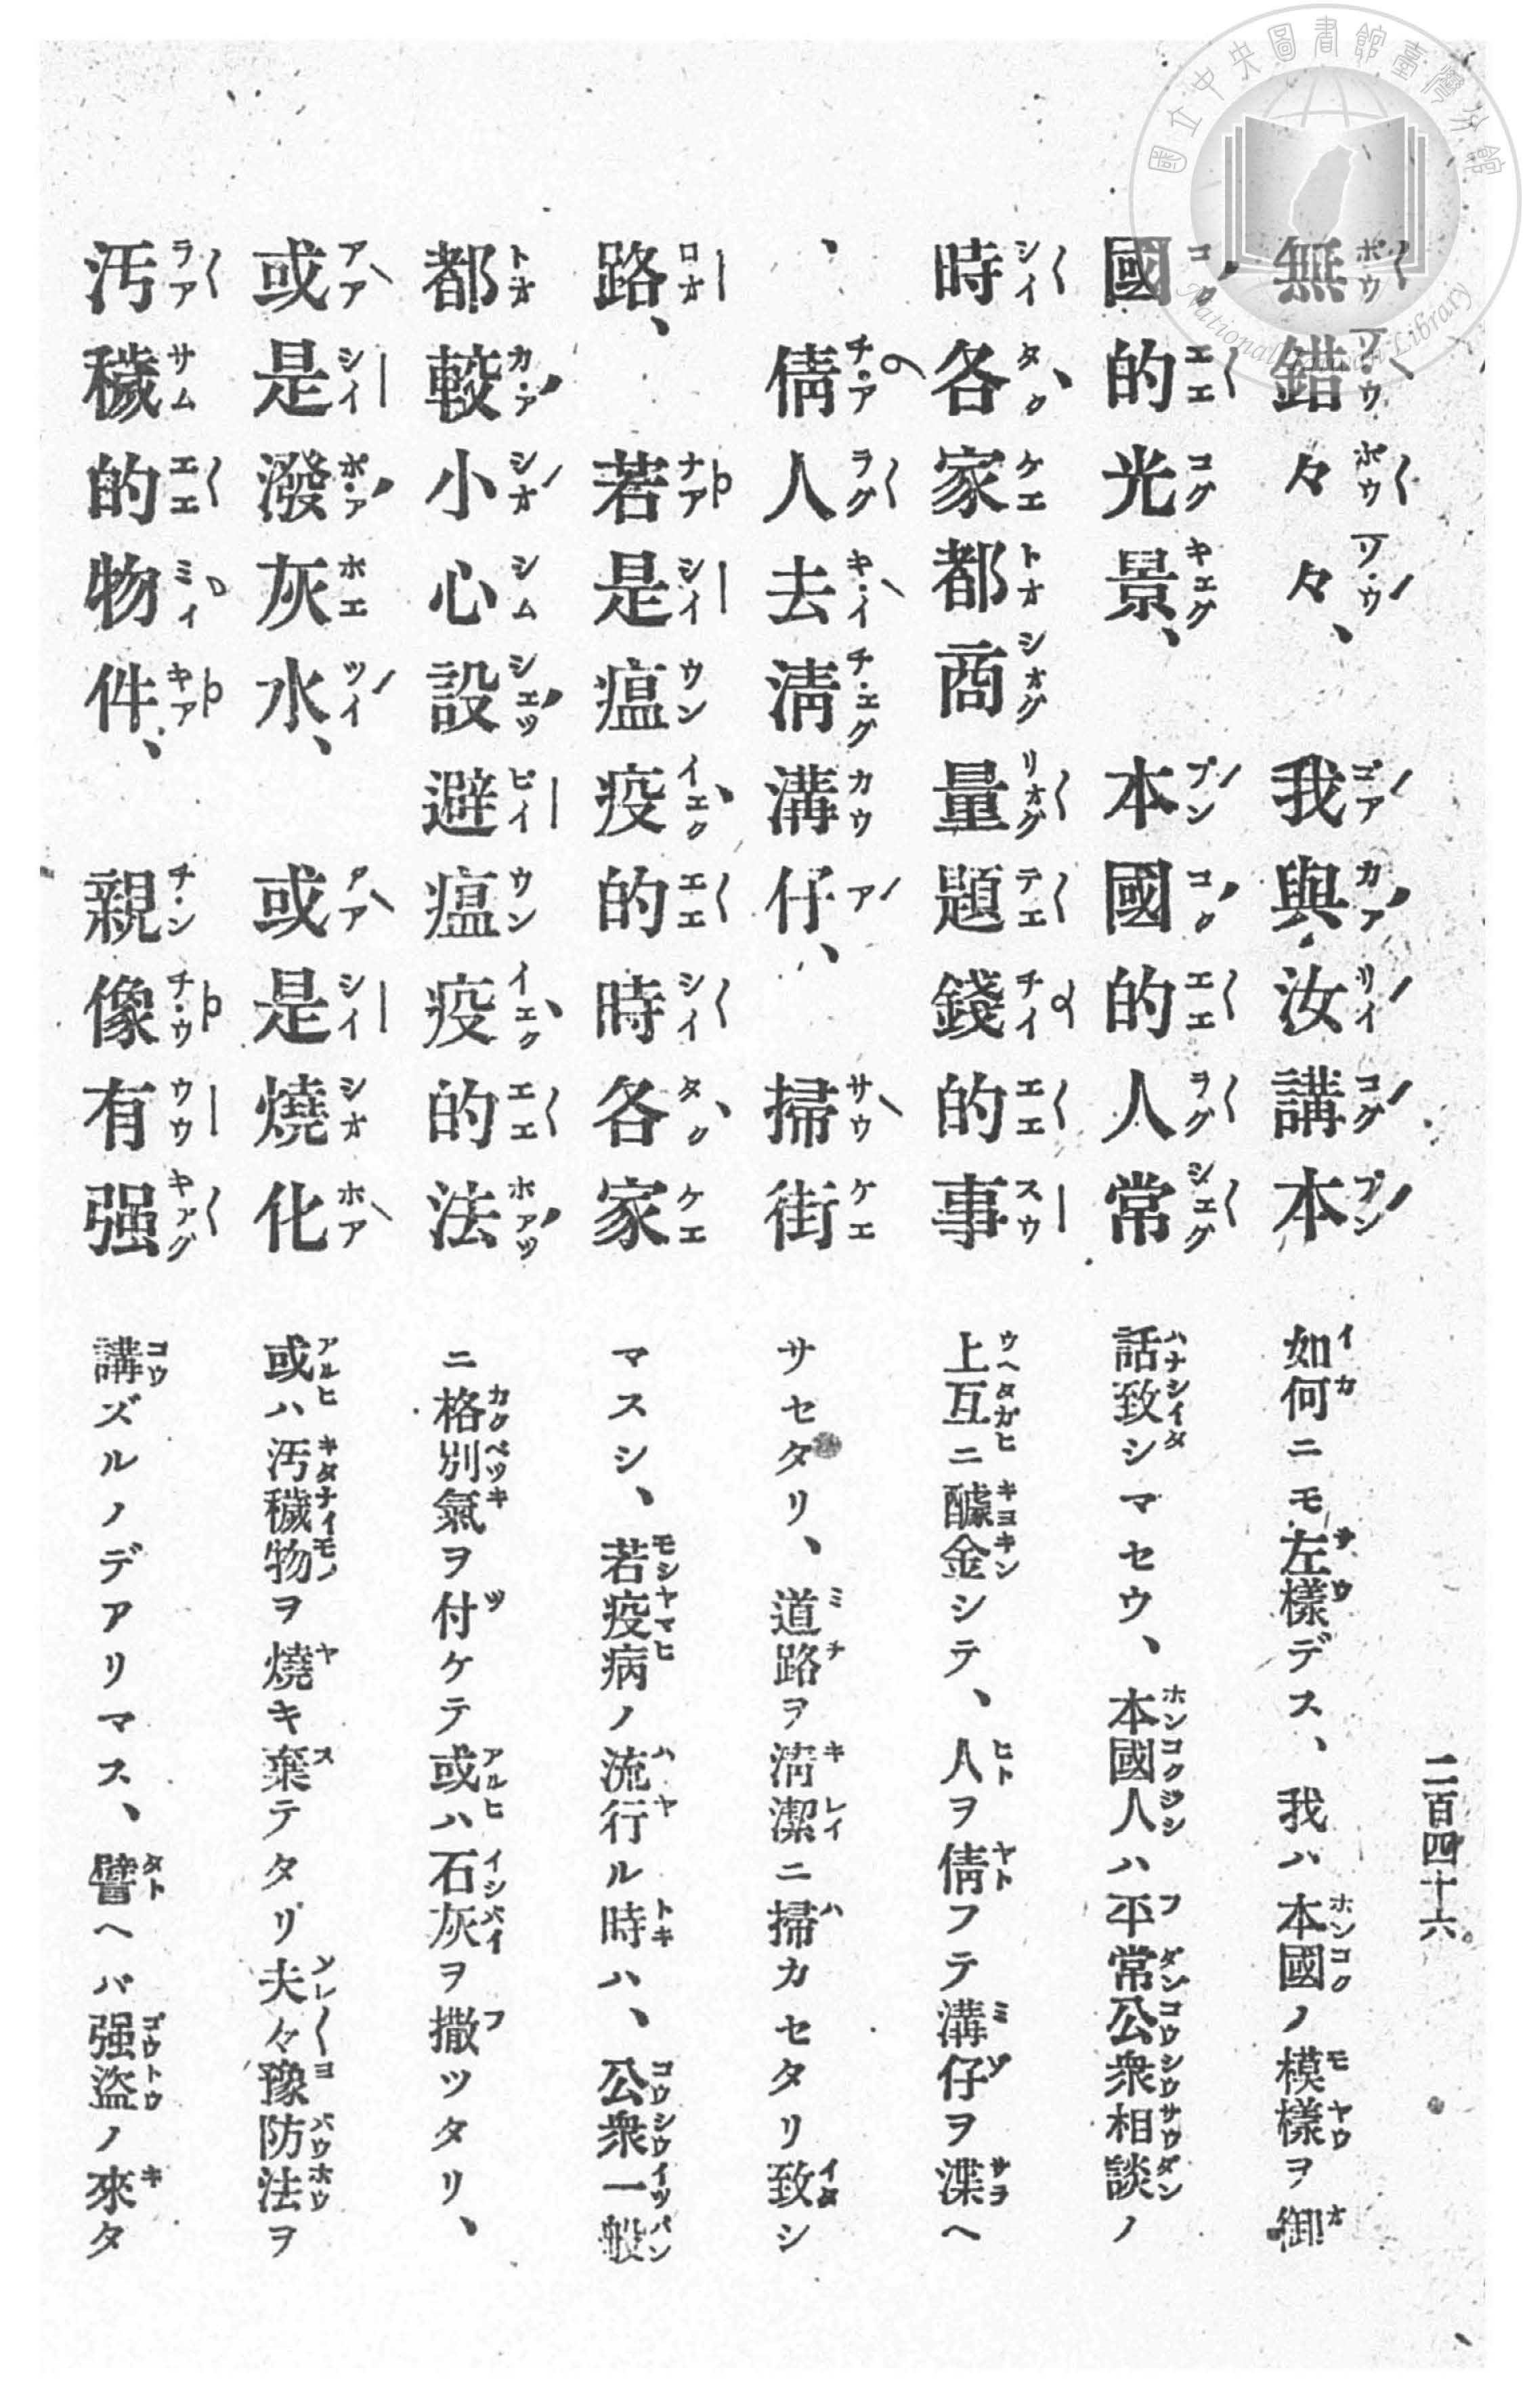 國立中央圖書館臺灣分館
National Taiwan Library
二百四十六
無錯々々、我與汝講本
國的光景、本國的人常
時各家都商量題錢的事
、倩人去淸溝仔、掃街
路、若是瘟疫的時各家
都較小心設避瘟疫的法
或是潑灰水、或是燒化
汚穢的物件、親像有强
如何ニモ左樣デス、我ハ本國ノ模樣ヲ御
話致シマセウ、本國人ハ平常公衆相談ノ
上互ニ醵金シテ、人ヲ倩フテ溝仔ヲ渫ヘ
サセタリ、道路ヲ淸潔ニ掃カセタリ致シ
マスシ、若疫病ノ流行ル時ハ、公衆一般
ニ格別氣ヲ付ケテ或ハ石灰ヲ撒ツタリ、
或ハ汚穢物ヲ燒キ棄テタリ夫々豫防法ヲ
講ズルノデアリマス、譬ヘバ强盜ノ來タ